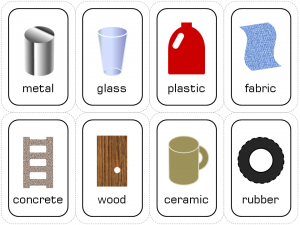 metal
glass
plastic
fabric
concrete
wood
ceramic
rubber